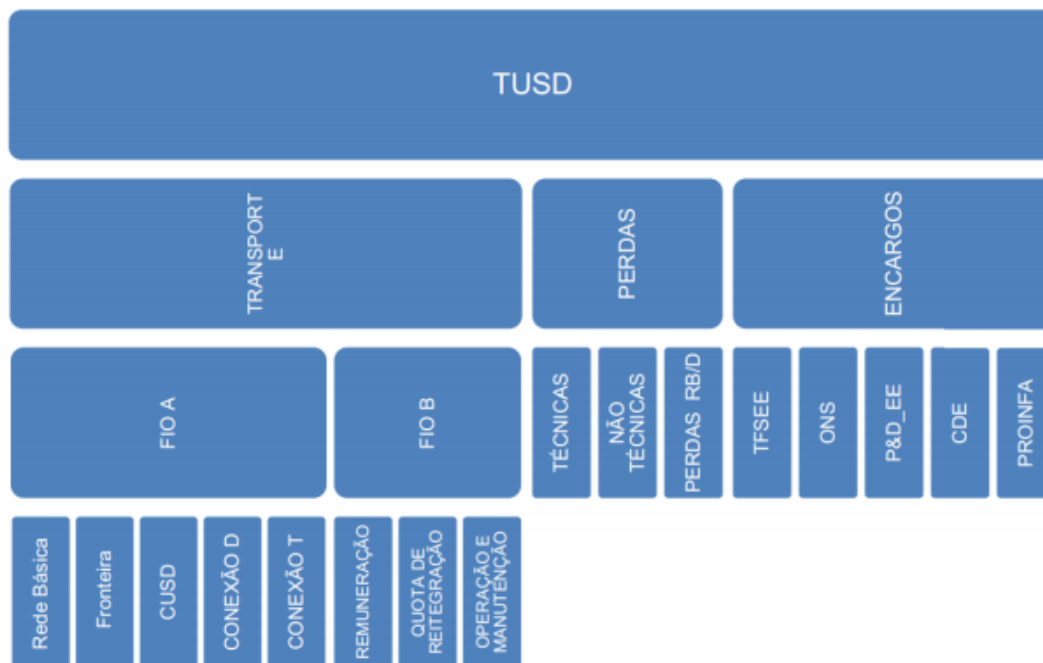 TUSD
TRANSPORT
E
PERDAS
ENCARGOS
FIO A
FIO B
TÉCNICAS
NÃO
TÉCNICAS
PERDAS RB/D
TFSEE
ONS
P&D_EE
CDE
PROINFA
Rede Básica
Fronteira
CUSD
CONEXÃO D
CONEXÃO T
REMUNERAÇÃO
QUOTA DE
REITEGRAÇÃO
OPERAÇÃO E
MANUTENÇÃO